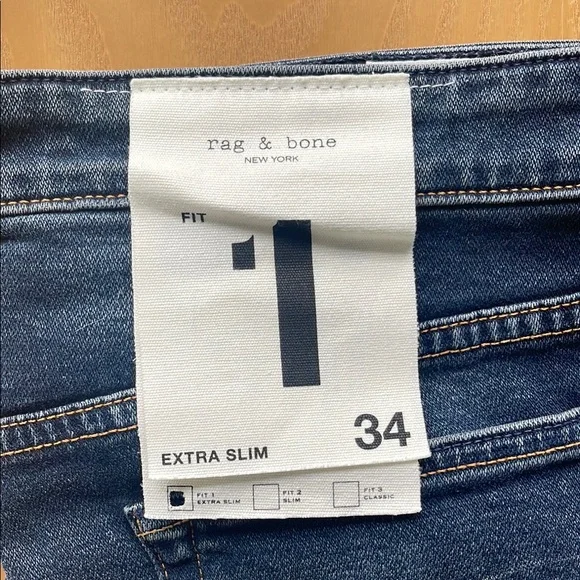 rag & bone
NEW YORK
FIT
1
EXTRA SLIM
34
FIT 1
EXTRA SLIM
FIT 2
SLIM
FIT 3
CLASSIC